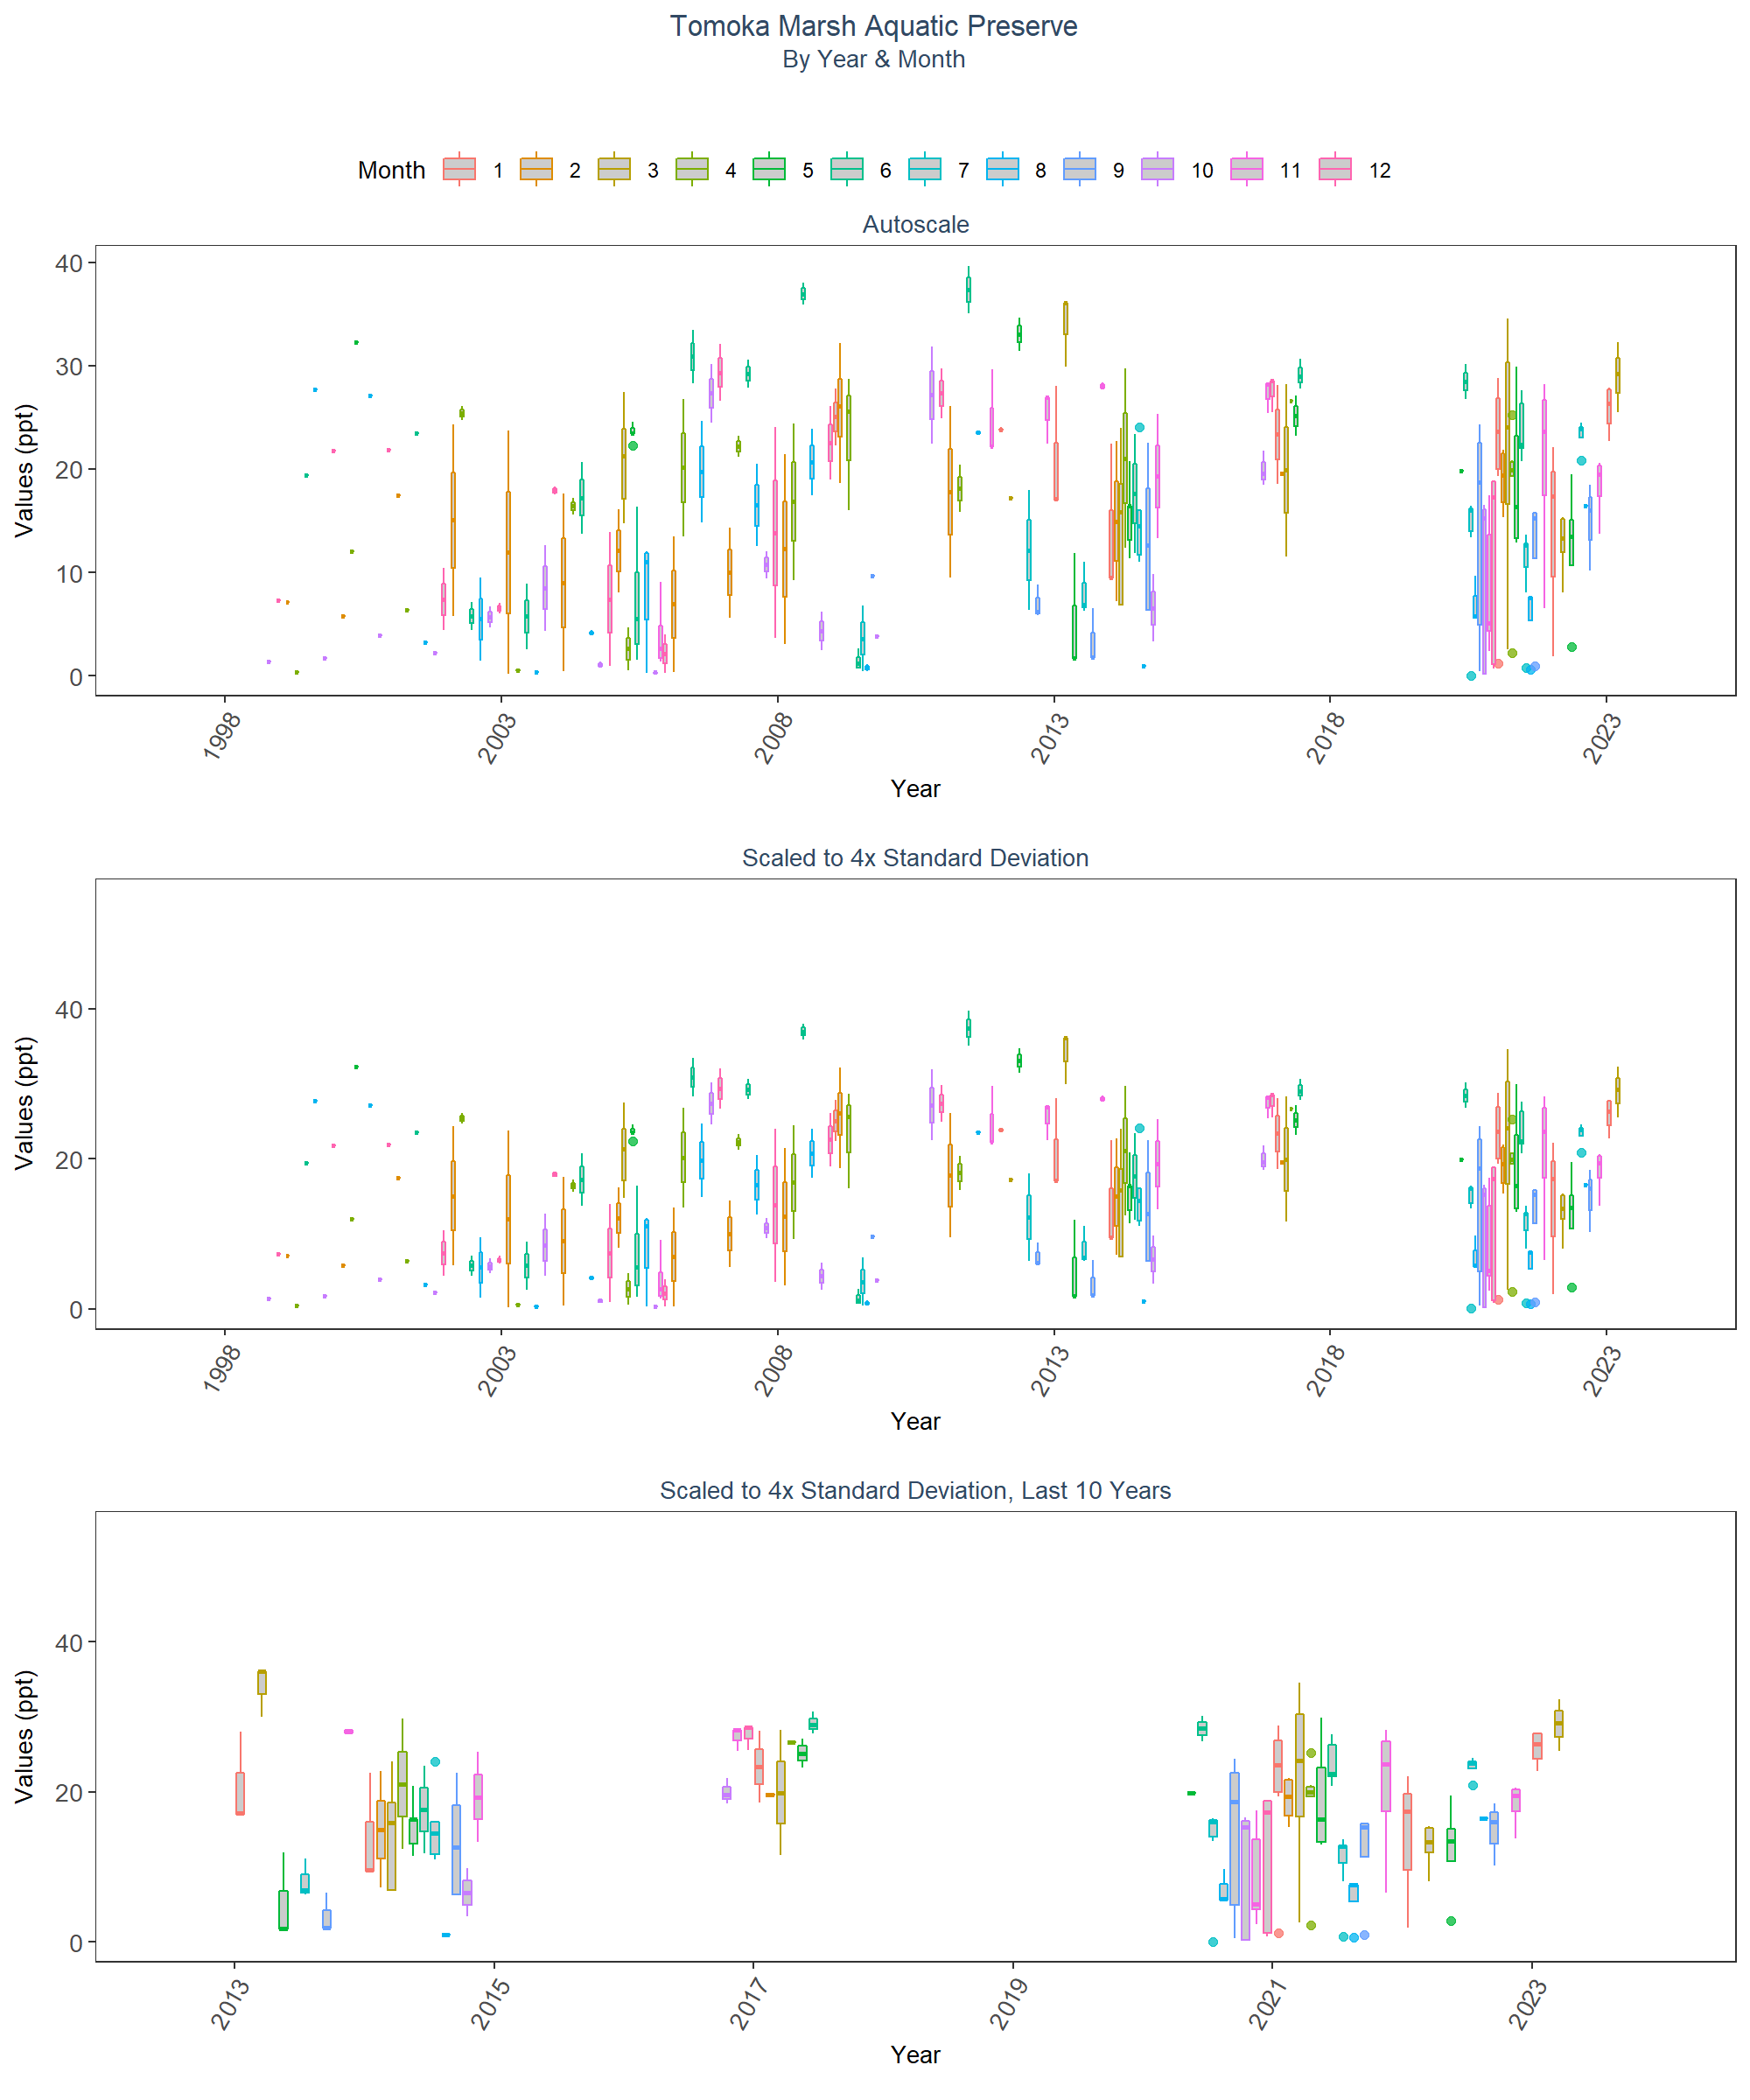 Tomoka Marsh Aquatic Preserve
By Year & Month
Month 1 2 3 4 5 6 7 8 9 10 11 12
Autoscale
Values (ppt)
40
30
20
10
0
1998 2003 2008 2013 2018 2023
Year
Scaled to 4x Standard Deviation
Values (ppt)
40
20
0
1998 2003 2008 2013 2018 2023
Year
Scaled to 4x Standard Deviation, Last 10 Years
Values (ppt)
40
20
0
2013 2015 2017 2019 2021 2023
Year